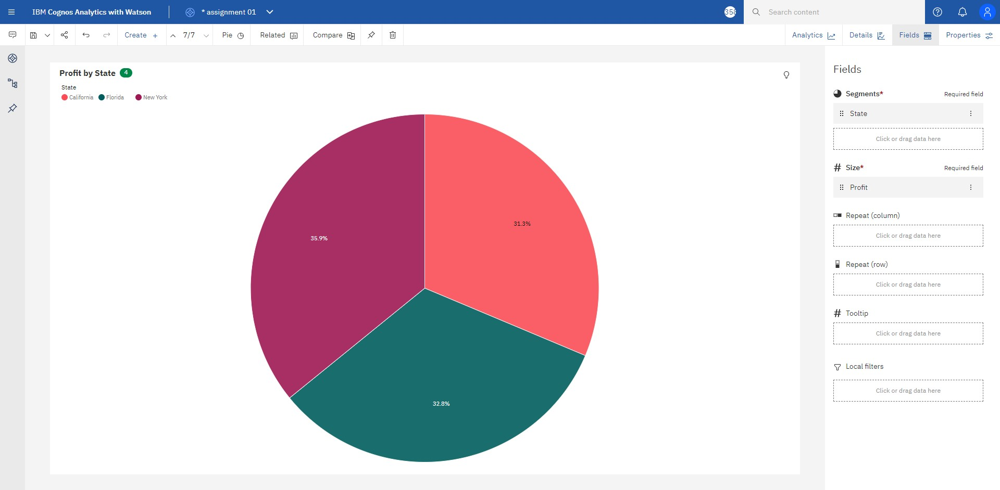 IBM Cognos Analytics with Watson
* assignment 01
358
Search content
Create +
7/7
Pie
Related
Compare
Analytics
Details
Fields
Properties
Profit by State 4
State
California
Florida
New York
31.3%
35.9%
32.8%
Fields
Segments* Required field
State
Click or drag data here
Size* Required field
Profit
Repeat (column)
Click or drag data here
Repeat (row)
Click or drag data here
Tooltip
Click or drag data here
Local filters
Click or drag data here